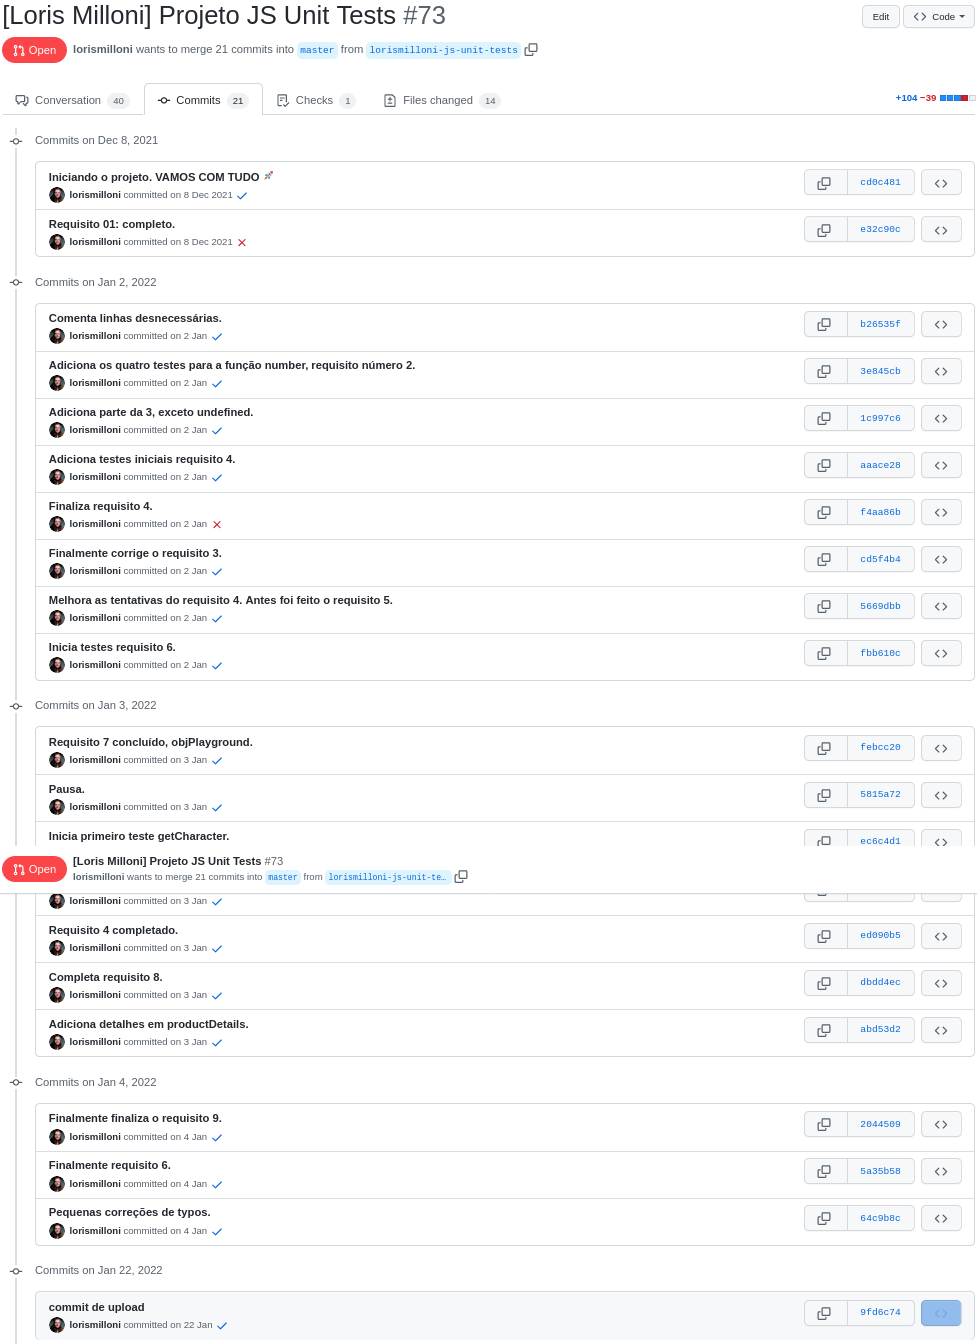 [Loris Milloni] Projeto JS Unit Tests #73
Edit
Code
Open
lorismilloni wants to merge 21 commits into master from lorismilloni-js-unit-tests
Conversation 40
Commits 21
Checks 1
Files changed 14
+104 −39
Commits on Dec 8, 2021
Iniciando o projeto. VAMOS COM TUDO
lorismilloni committed on 8 Dec 2021
cd0c481
Requisito 01: completo.
lorismilloni committed on 8 Dec 2021
e32c90c
Commits on Jan 2, 2022
Comenta linhas desnecessárias.
lorismilloni committed on 2 Jan
b26535f
Adiciona os quatro testes para a função number, requisito número 2.
lorismilloni committed on 2 Jan
3e845cb
Adiciona parte da 3, exceto undefined.
lorismilloni committed on 2 Jan
1c997c6
Adiciona testes iniciais requisito 4.
lorismilloni committed on 2 Jan
aaace28
Finaliza requisito 4.
lorismilloni committed on 2 Jan
f4aa86b
Finalmente corrige o requisito 3.
lorismilloni committed on 2 Jan
cd5f4b4
Melhora as tentativas do requisito 4. Antes foi feito o requisito 5.
lorismilloni committed on 2 Jan
5669dbb
Inicia testes requisito 6.
lorismilloni committed on 2 Jan
fbb610c
Commits on Jan 3, 2022
Requisito 7 concluído, objPlayground.
lorismilloni committed on 3 Jan
febcc20
Pausa.
lorismilloni committed on 3 Jan
5815a72
Inicia primeiro teste getCharacter.
ec6c4d1
Open
[Loris Milloni] Projeto JS Unit Tests #73
lorismilloni wants to merge 21 commits into master from lorismilloni-js-unit-te…
lorismilloni committed on 3 Jan
Requisito 4 completado.
lorismilloni committed on 3 Jan
ed090b5
Completa requisito 8.
lorismilloni committed on 3 Jan
dbdd4ec
Adiciona detalhes em productDetails.
lorismilloni committed on 3 Jan
abd53d2
Commits on Jan 4, 2022
Finalmente finaliza o requisito 9.
lorismilloni committed on 4 Jan
2044509
Finalmente requisito 6.
lorismilloni committed on 4 Jan
5a35b58
Pequenas correções de typos.
lorismilloni committed on 4 Jan
64c9b8c
Commits on Jan 22, 2022
commit de upload
lorismilloni committed on 22 Jan
9fd6c74